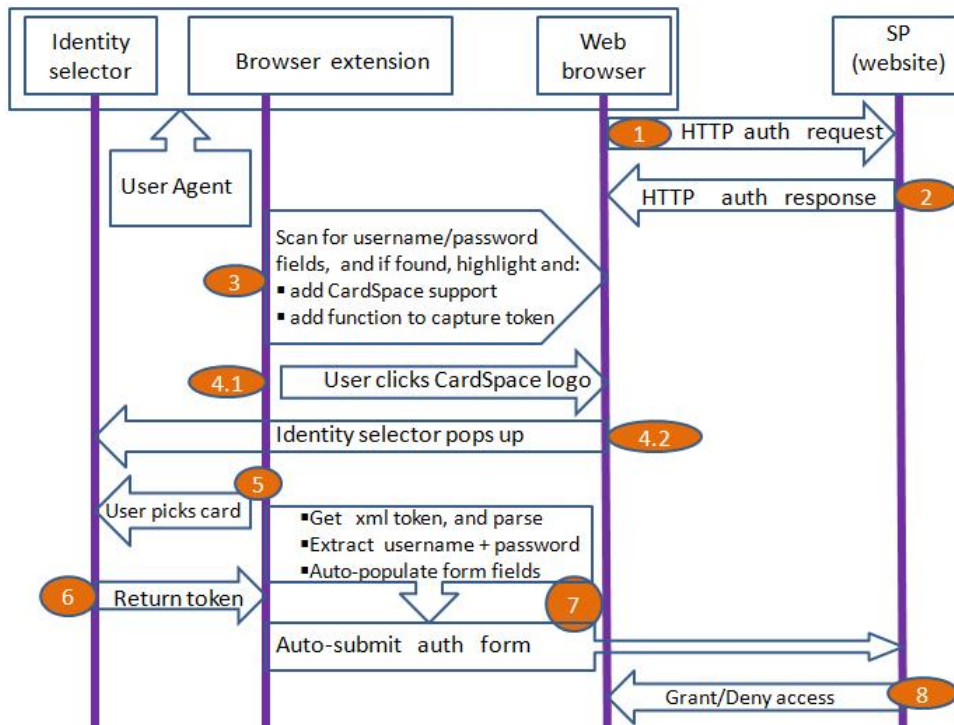 Identity
selector
Browser extension
Web
browser
SP
(website)
1
HTTP auth request
User Agent
HTTP auth response
2
Scan for username/password
fields, and if found, highlight and:
▪ add CardSpace support
▪ add function to capture token
3
4.1
User clicks CardSpace logo
Identity selector pops up
4.2
5
User picks card
▪Get xml token, and parse
▪Extract username + password
▪Auto-populate form fields
6
Return token
7
Auto-submit auth form
Grant/Deny access
8